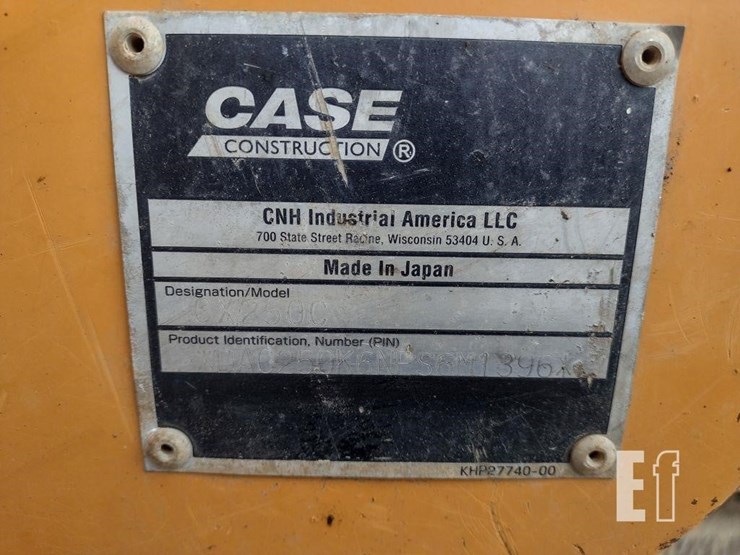 CASE
CONSTRUCTION ®
CNH Industrial America LLC
700 State Street Racine, Wisconsin 53404 U. S. A.
Made In Japan
Designation/Model
Product Identification, Number (PIN)
KHP27740-00
Ef